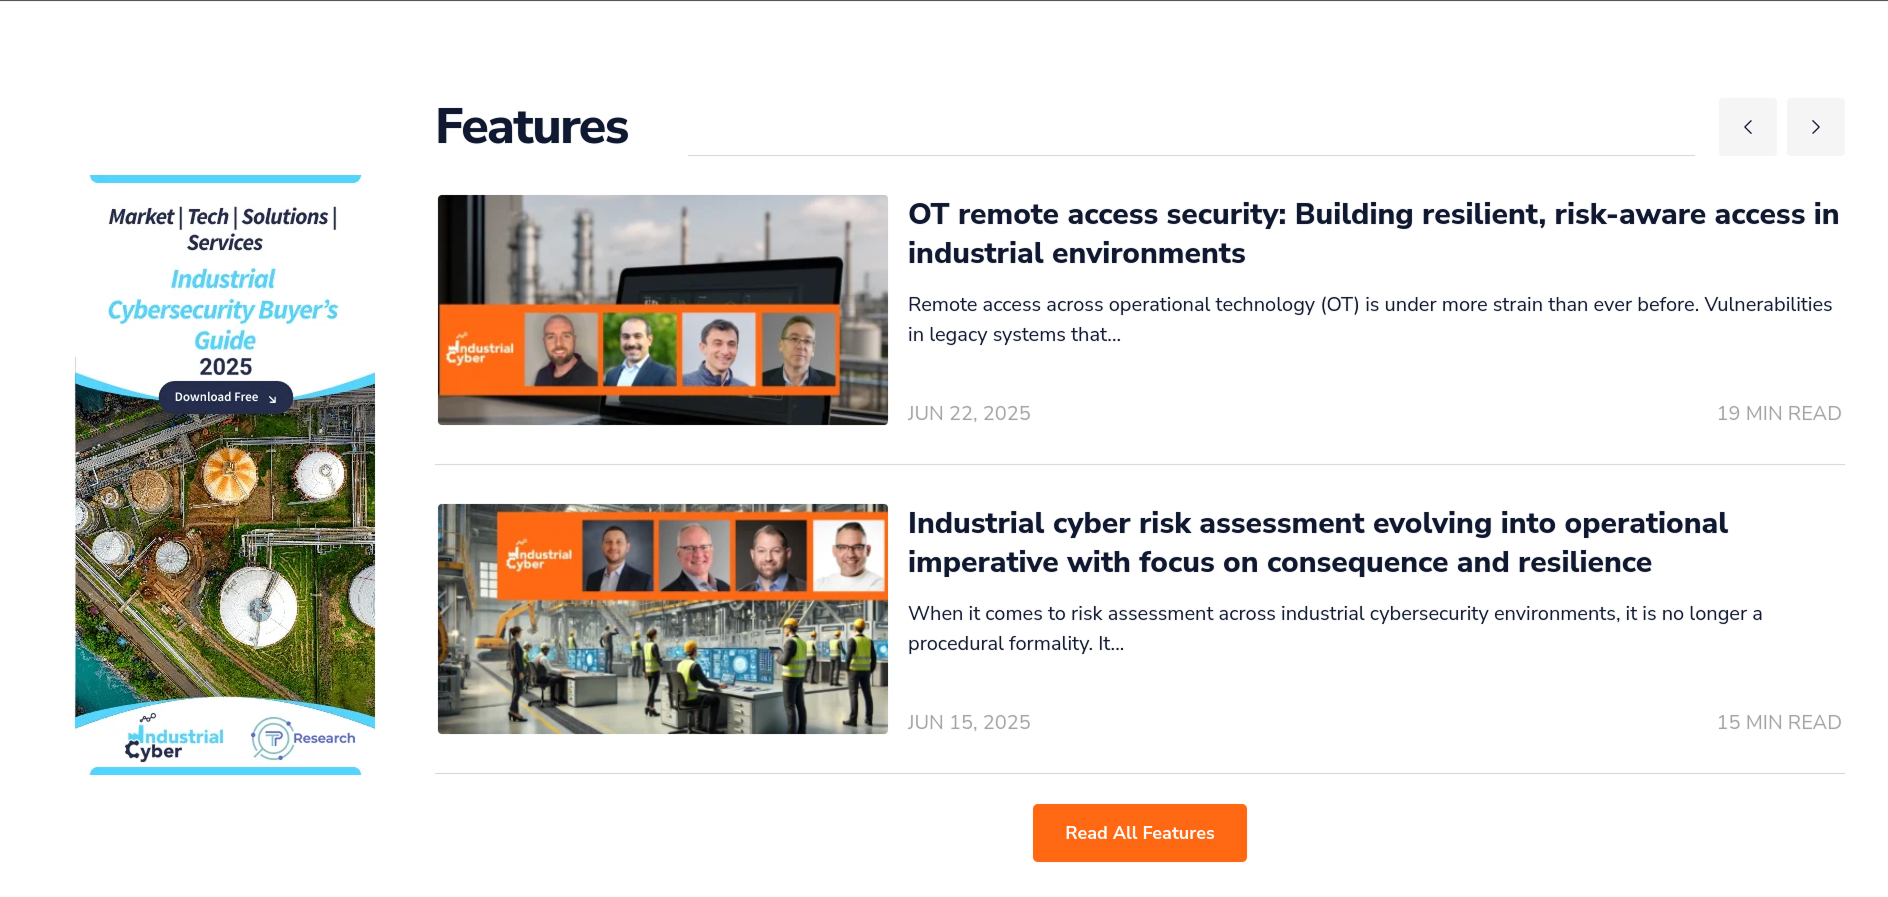 Features
Market | Tech | Solutions |
Services
Industrial
Cybersecurity Buyer's
Guide
2025
Download Free
Industrial
Cyber
Research
Industrial
Cyber
OT remote access security: Building resilient, risk-aware access in
industrial environments
Remote access across operational technology (OT) is under more strain than ever before. Vulnerabilities
in legacy systems that...
JUN 22, 2025
19 MIN READ
Industrial
Cyber
Industrial cyber risk assessment evolving into operational
imperative with focus on consequence and resilience
When it comes to risk assessment across industrial cybersecurity environments, it is no longer a
procedural formality. It...
JUN 15, 2025
15 MIN READ
Read All Features